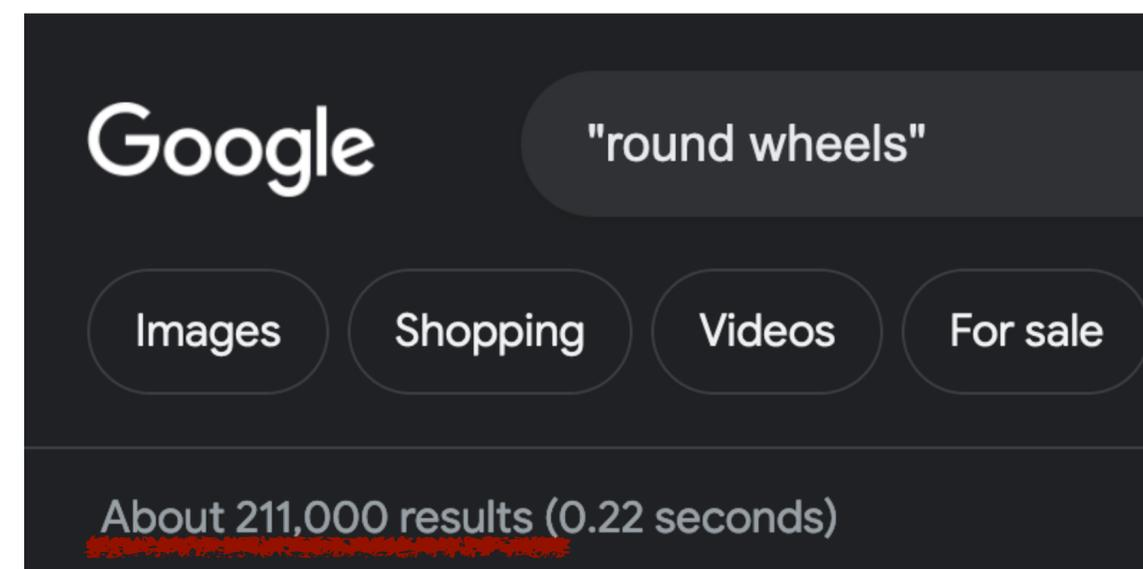 Google "round wheels"
Images Shopping Videos For sale
About 211,000 results (0.22 seconds)